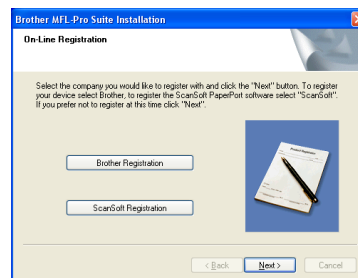 Brother MFL-Pro Suite Installation
On-Line Registration
Select the company you would like to register with and click the "Next" button. To register
your device select Brother, to register the ScanSoft PaperPort software select "ScanSoft".
If you prefer not to register at this time click "Next".
Brother Registration
Product Registration
ScanSoft Registration
< Back
Next >
Cancel